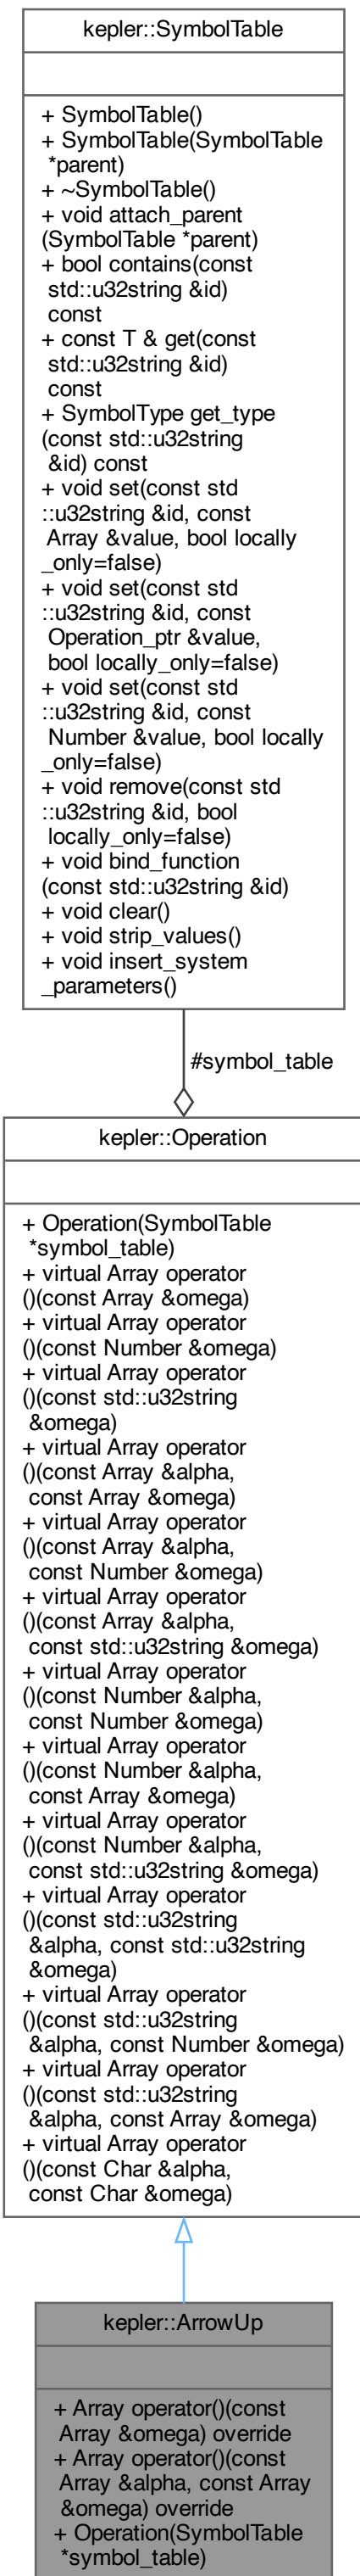 kepler::SymbolTable
+ SymbolTable()
+ SymbolTable(SymbolTable
*parent)
+ ~SymbolTable()
+ void attach_parent
(SymbolTable *parent)
+ bool contains(const
std::u32string &id)
const
+ const T & get(const
std::u32string &id)
const
+ SymbolType get_type
(const std::u32string
&id) const
+ void set(const std
::u32string &id, const
Array &value, bool locally
_only=false)
+ void set(const std
::u32string &id, const
Operation_ptr &value,
bool locally_only=false)
+ void set(const std
::u32string &id, const
Number &value, bool locally
_only=false)
+ void remove(const std
::u32string &id, bool
locally_only=false)
+ void bind_function
(const std::u32string &id)
+ void clear()
+ void strip_values()
+ void insert_system
_parameters()
#symbol_table
kepler::Operation
+ Operation(SymbolTable
*symbol_table)
+ virtual Array operator
()(const Array &omega)
+ virtual Array operator
()(const Number &omega)
+ virtual Array operator
()(const std::u32string
&omega)
+ virtual Array operator
()(const Array &alpha,
const Array &omega)
+ virtual Array operator
()(const Array &alpha,
const Number &omega)
+ virtual Array operator
()(const Array &alpha,
const std::u32string &omega)
+ virtual Array operator
()(const Number &alpha,
const Number &omega)
+ virtual Array operator
()(const Number &alpha,
const Array &omega)
+ virtual Array operator
()(const Number &alpha,
const std::u32string &omega)
+ virtual Array operator
()(const std::u32string
&alpha, const std::u32string
&omega)
+ virtual Array operator
()(const std::u32string
&alpha, const Number &omega)
+ virtual Array operator
()(const std::u32string
&alpha, const Array &omega)
+ virtual Array operator
()(const Char &alpha,
const Char &omega)
kepler::ArrowUp
+ Array operator()(const
Array &omega) override
+ Array operator()(const
Array &alpha, const Array
&omega) override
+ Operation(SymbolTable
*symbol_table)